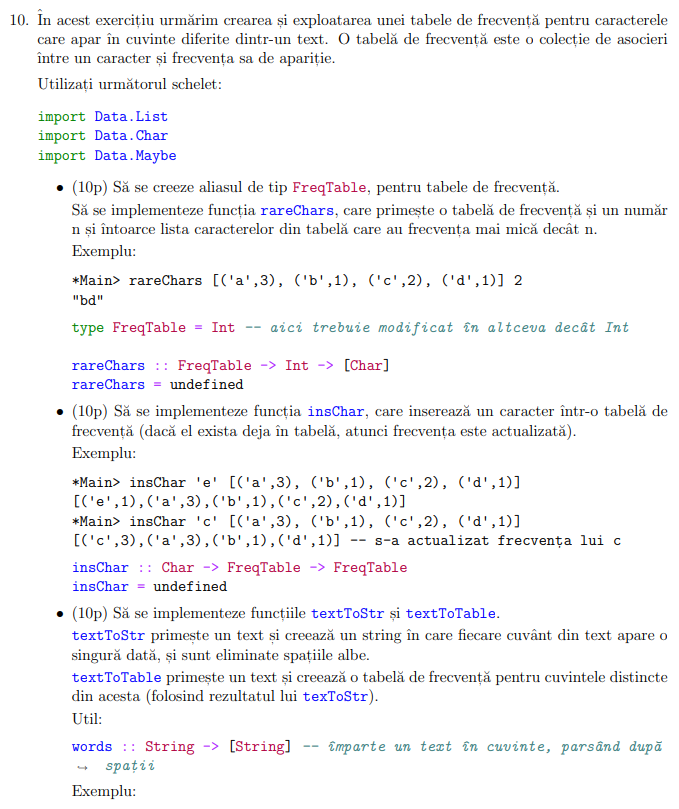 10. În acest exercițiu urmărim crearea și exploatarea unei tabele de frecvență pentru caracterele
care apar în cuvinte diferite dintr-un text. O tabelă de frecvență este o colecție de asocieri
între un caracter și frecvența sa de apariție.
Utilizați următorul schelet:
import Data.List
import Data.Char
import Data.Maybe
• (10p) Să se creeze aliasul de tip FreqTable, pentru tabele de frecvență.
Să se implementeze funcția rareChars, care primește o tabelă de frecvență și un număr
n și întoarce lista caracterelor din tabelă care au frecvența mai mică decât n.
Exemplu:
*Main> rareChars [('a',3), ('b',1), ('c',2), ('d',1)] 2
"bd"
type FreqTable = Int -- aici trebuie modificat în altceva decât Int
rareChars :: FreqTable -> Int -> [Char]
rareChars = undefined
• (10p) Să se implementeze funcția insChar, care inserează un caracter într-o tabelă de
frecvență (dacă el exista deja în tabelă, atunci frecvența este actualizată).
Exemplu:
*Main> insChar 'e' [('a',3), ('b',1), ('c',2), ('d',1)]
[('e',1),('a',3),('b',1),('c',2),('d',1)]
*Main> insChar 'c' [('a',3), ('b',1), ('c',2), ('d',1)]
[('c',3),('a',3),('b',1),('d',1)] -- s-a actualizat frecvența lui c
insChar :: Char -> FreqTable -> FreqTable
insChar = undefined
• (10p) Să se implementeze funcțiile textToStr și textToTable.
textToStr primește un text și creează un string în care fiecare cuvânt din text apare o
singură dată, și sunt eliminate spațiile albe.
textToTable primește un text și creează o tabelă de frecvență pentru cuvintele distincte
din acesta (folosind rezultatul lui texToStr).
Util:
words :: String -> [String] -- împarte un text în cuvinte, parsând după
↪ spații
Exemplu: